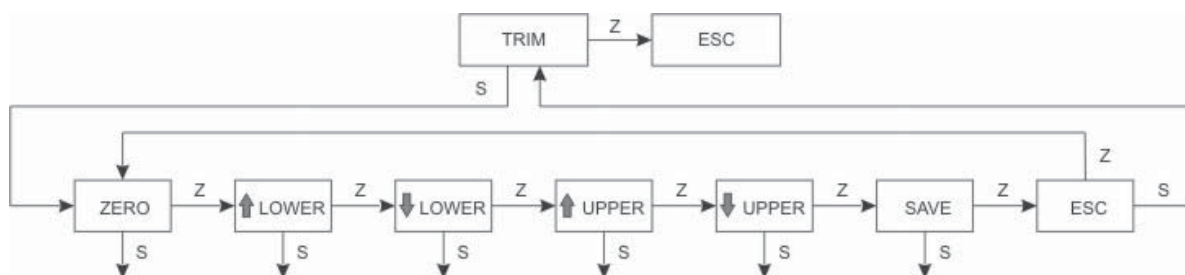 TRIM Z ESC
S
Z
Z Z Z Z Z Z S
ZERO LOWER LOWER UPPER UPPER SAVE ESC
S S S S S S